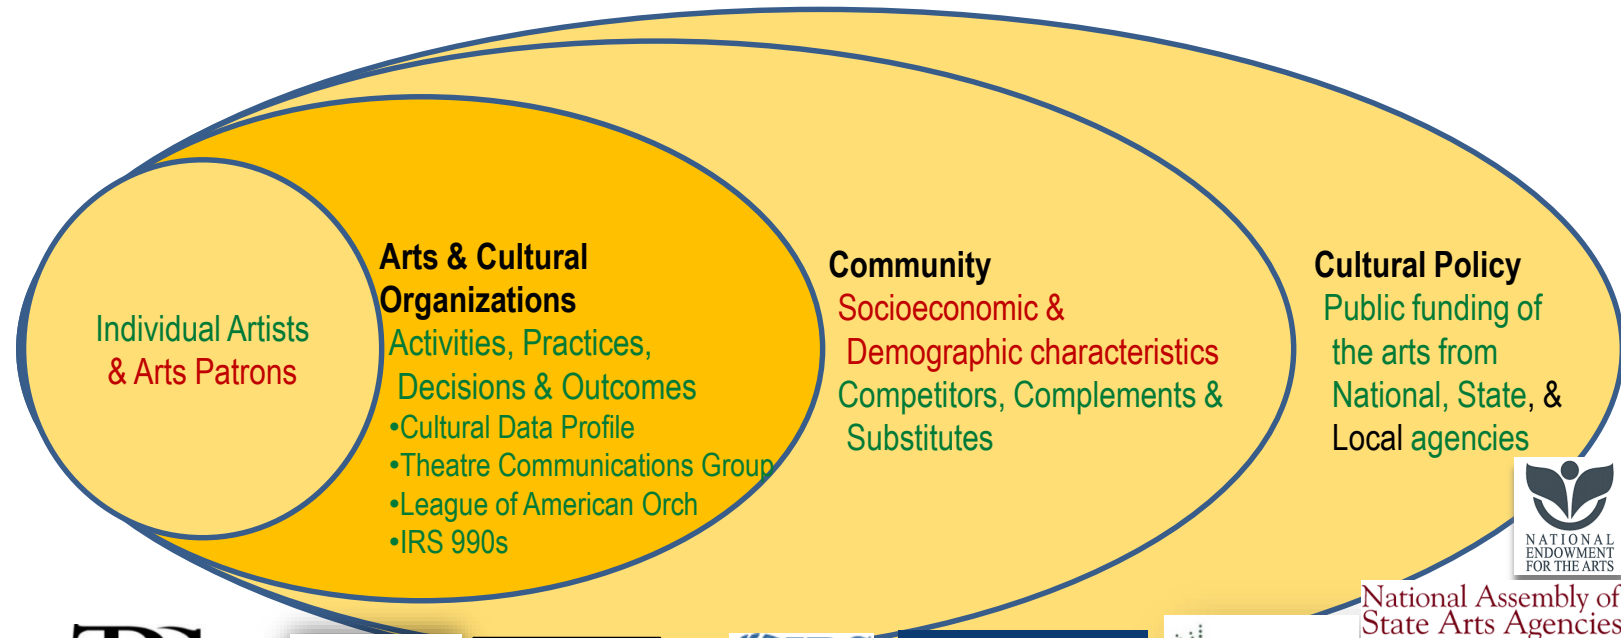 Individual Artists
& Arts Patrons
Arts & Cultural
Organizations
Activities, Practices,
Decisions & Outcomes
•Cultural Data Profile
•Theatre Communications Group
•League of American Orch
•IRS 990s
Community
Socioeconomic &
Demographic characteristics
Competitors, Complements &
Substitutes
Cultural Policy
Public funding of
the arts from
National, State, &
Local agencies
NATIONAL
ENDOWMENT
FOR THE ARTS
National Assembly of
State Arts Agencies